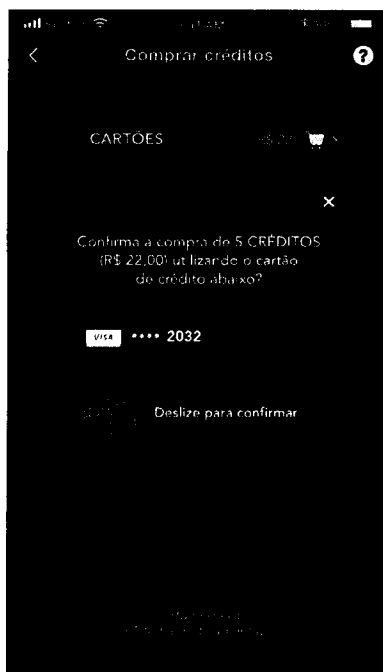 Comprar créditos
?
CARTÕES
Confirma a compra de 5 CRÉDITOS
(R$ 22,00) utilizando o cartão
de crédito abaixo?
VISA •••• 2032
Deslize para confirmar